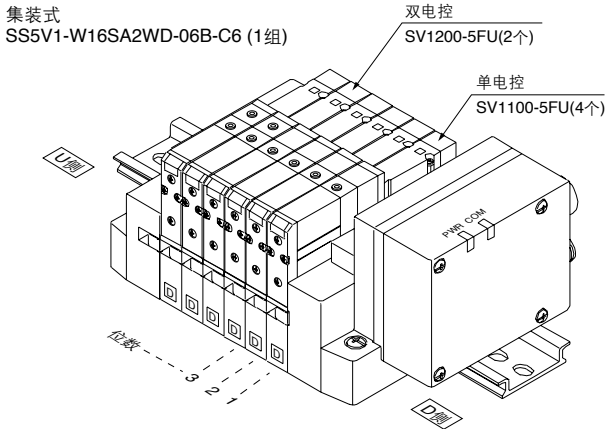 集装式
SS5V1-W16SA2WD-06B-C6 (1组)
双电控
SV1200-5FU(2个)
单电控
SV1100-5FU(4个)
U侧
PWR COM
D
D
D
D
D
D
位数
3
2
1
D侧